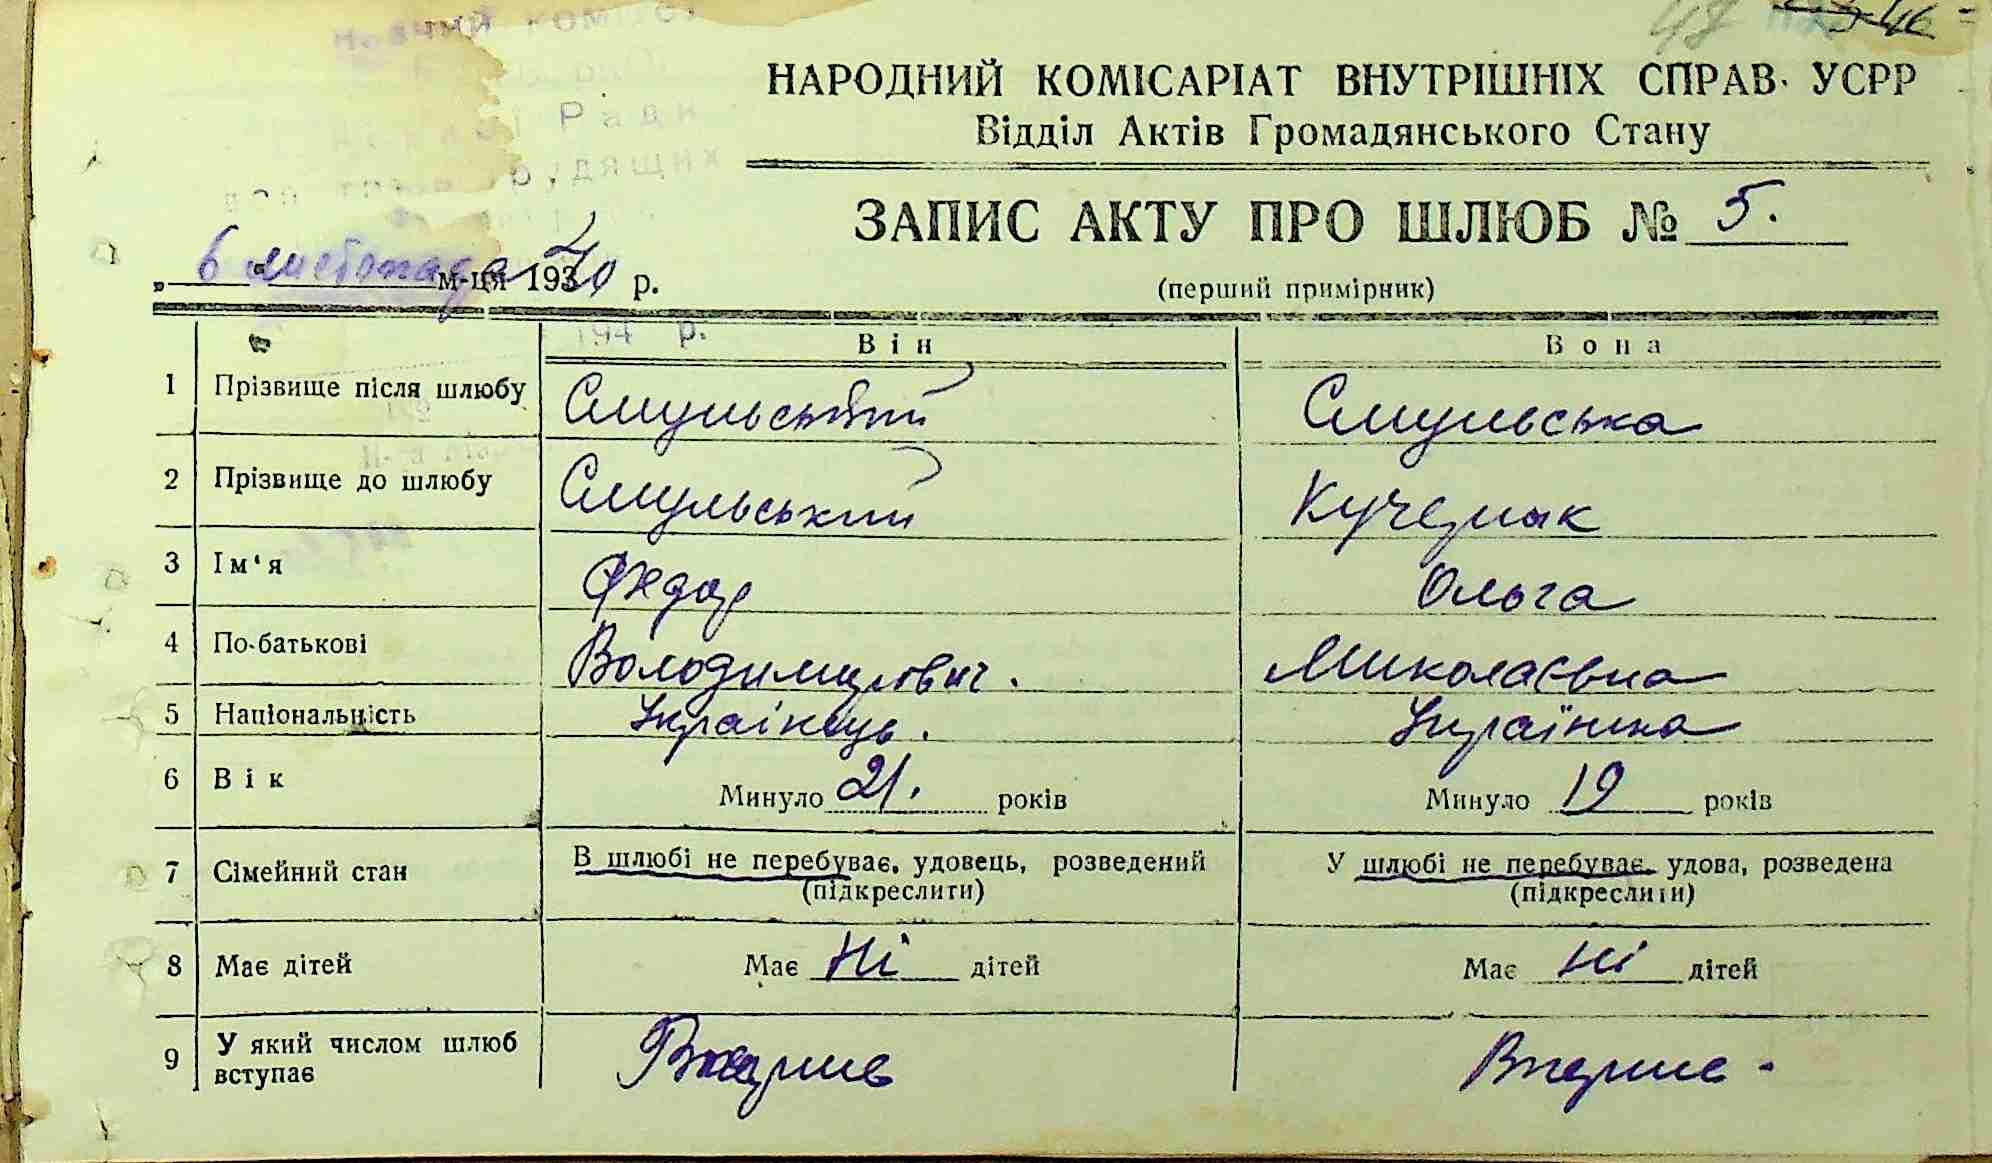 НАРОДНИЙ КОМІСАРІАТ ВНУТРІШНІХ СПРАВ УСРР
Відділ Актів Громадянського Стану
ЗАПИС АКТУ ПРО ШЛЮБ № 5.
(перший примірник)
„ 6 листопада м-ця 1940 р.
194 р.
Він Вона
1 Прізвище після шлюбу Смульський Смульська
2 Прізвище до шлюбу Смульський
3 Ім'я Федор Ольга
4 По-батькові Володимирович. Миколаєвна
5 Національність Українець. Українка
6 Вік Минуло 21. років Минуло 19 років
7 Сімейний стан В шлюбі не перебуває, удовець, розведений У шлюбі не перебуває, удова, розведена
(підкреслити) (підкреслити)
8 Має дітей Має Ні дітей Має Ні дітей
9 У який числом шлюб вступає Вперше Вперше -